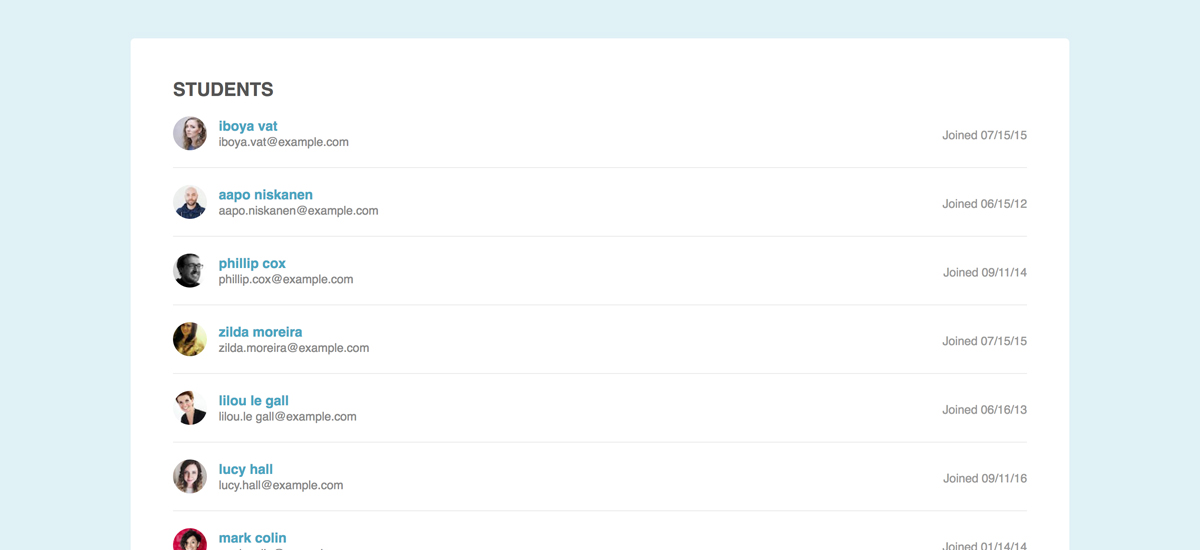 STUDENTS
iboya vat
iboya.vat@example.com
Joined 07/15/15
aapo niskanen
aapo.niskanen@example.com
Joined 06/15/12
phillip cox
phillip.cox@example.com
Joined 09/11/14
zilda moreira
zilda.moreira@example.com
Joined 07/15/15
lilou le gall
lilou.le gall@example.com
Joined 06/16/13
lucy hall
lucy.hall@example.com
Joined 09/11/16
mark colin
Joined 01/14/14